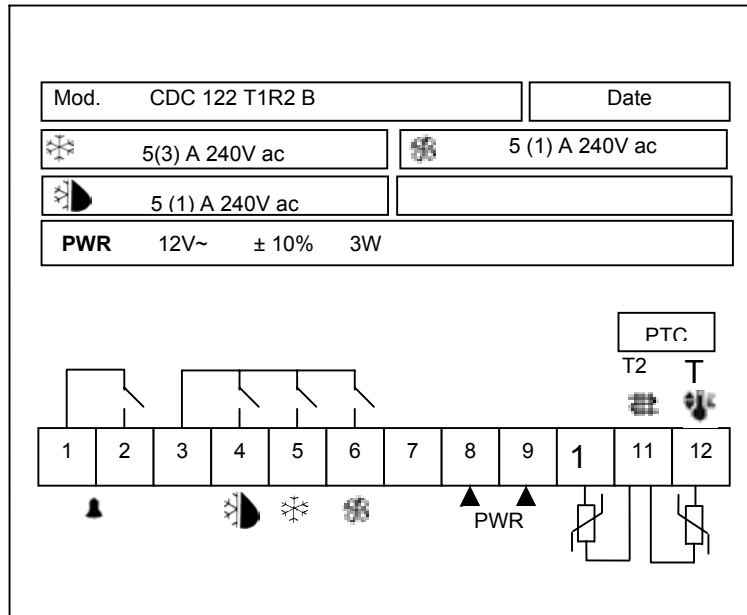 Mod. CDC 122 T1R2 B Date
5(3) A 240V ac 5 (1) A 240V ac
5 (1) A 240V ac
PWR 12V~ ± 10% 3W
PTC
T2 T
1 2 3 4 5 6 7 8 9 1 11 12
PWR